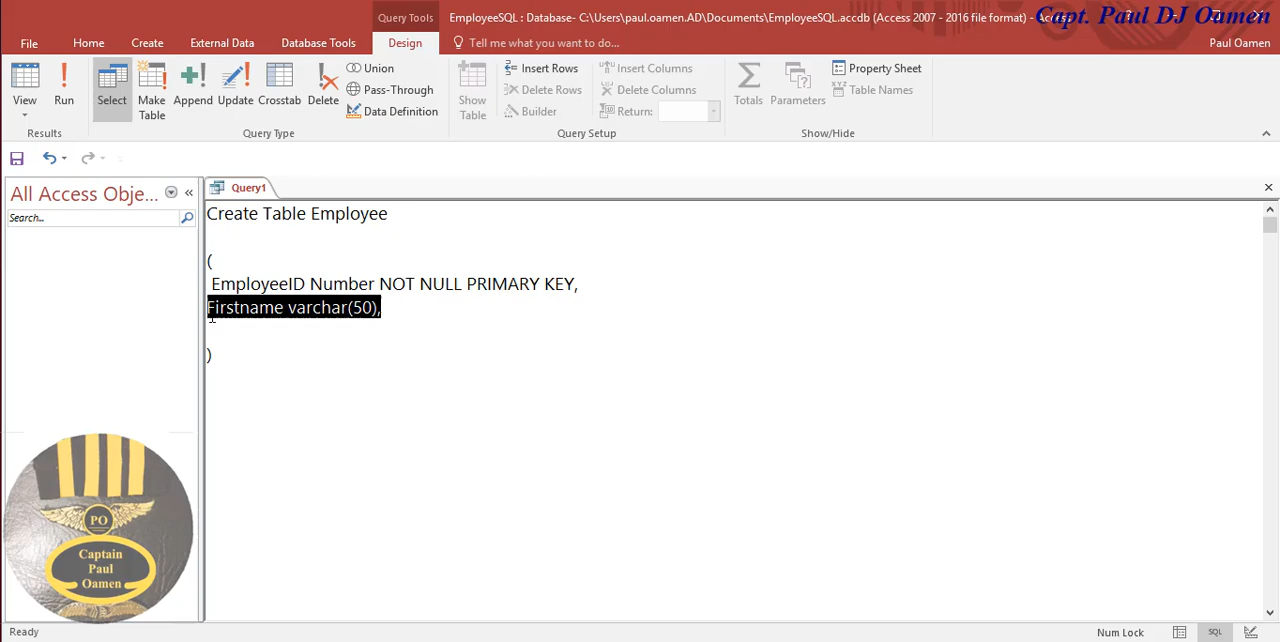 Query Tools
EmployeeSQL : Database- C:\Users\paul.oamen.AD\Documents\EmployeeSQL.accdb (Access 2007 - 2016 file format) -
Capt. Paul DJ Oamen
File Home Create External Data Database Tools Design Tell me what you want to do... Paul Oamen
View Run Select Make Table Append Update Crosstab Delete
Union
Pass-Through
Data Definition
Show Table
Insert Rows
Delete Rows
Builder
Insert Columns
Delete Columns
Return:
Totals Parameters
Property Sheet
Table Names
Results Query Type Query Setup Show/Hide
All Access Obje... «
Search...
Query1
Create Table Employee
(
EmployeeID Number NOT NULL PRIMARY KEY,
Firstname varchar(50),
)
PO
Captain
Paul
Oamen
Ready Num Lock SQL